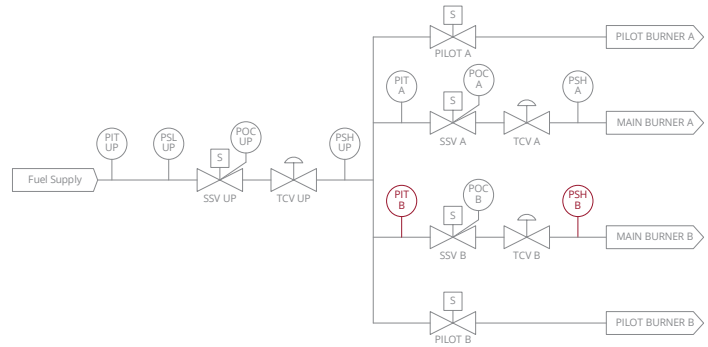 S
PILOT A
PILOT BURNER A
PIT
A
S
POC
A
SSV A
TCV A
PSH
A
MAIN BURNER A
Fuel Supply
PIT
UP
PSL
UP
S
POC
UP
SSV UP
TCV UP
PSH
UP
PIT
B
S
POC
B
SSV B
TCV B
PSH
B
MAIN BURNER B
S
PILOT B
PILOT BURNER B